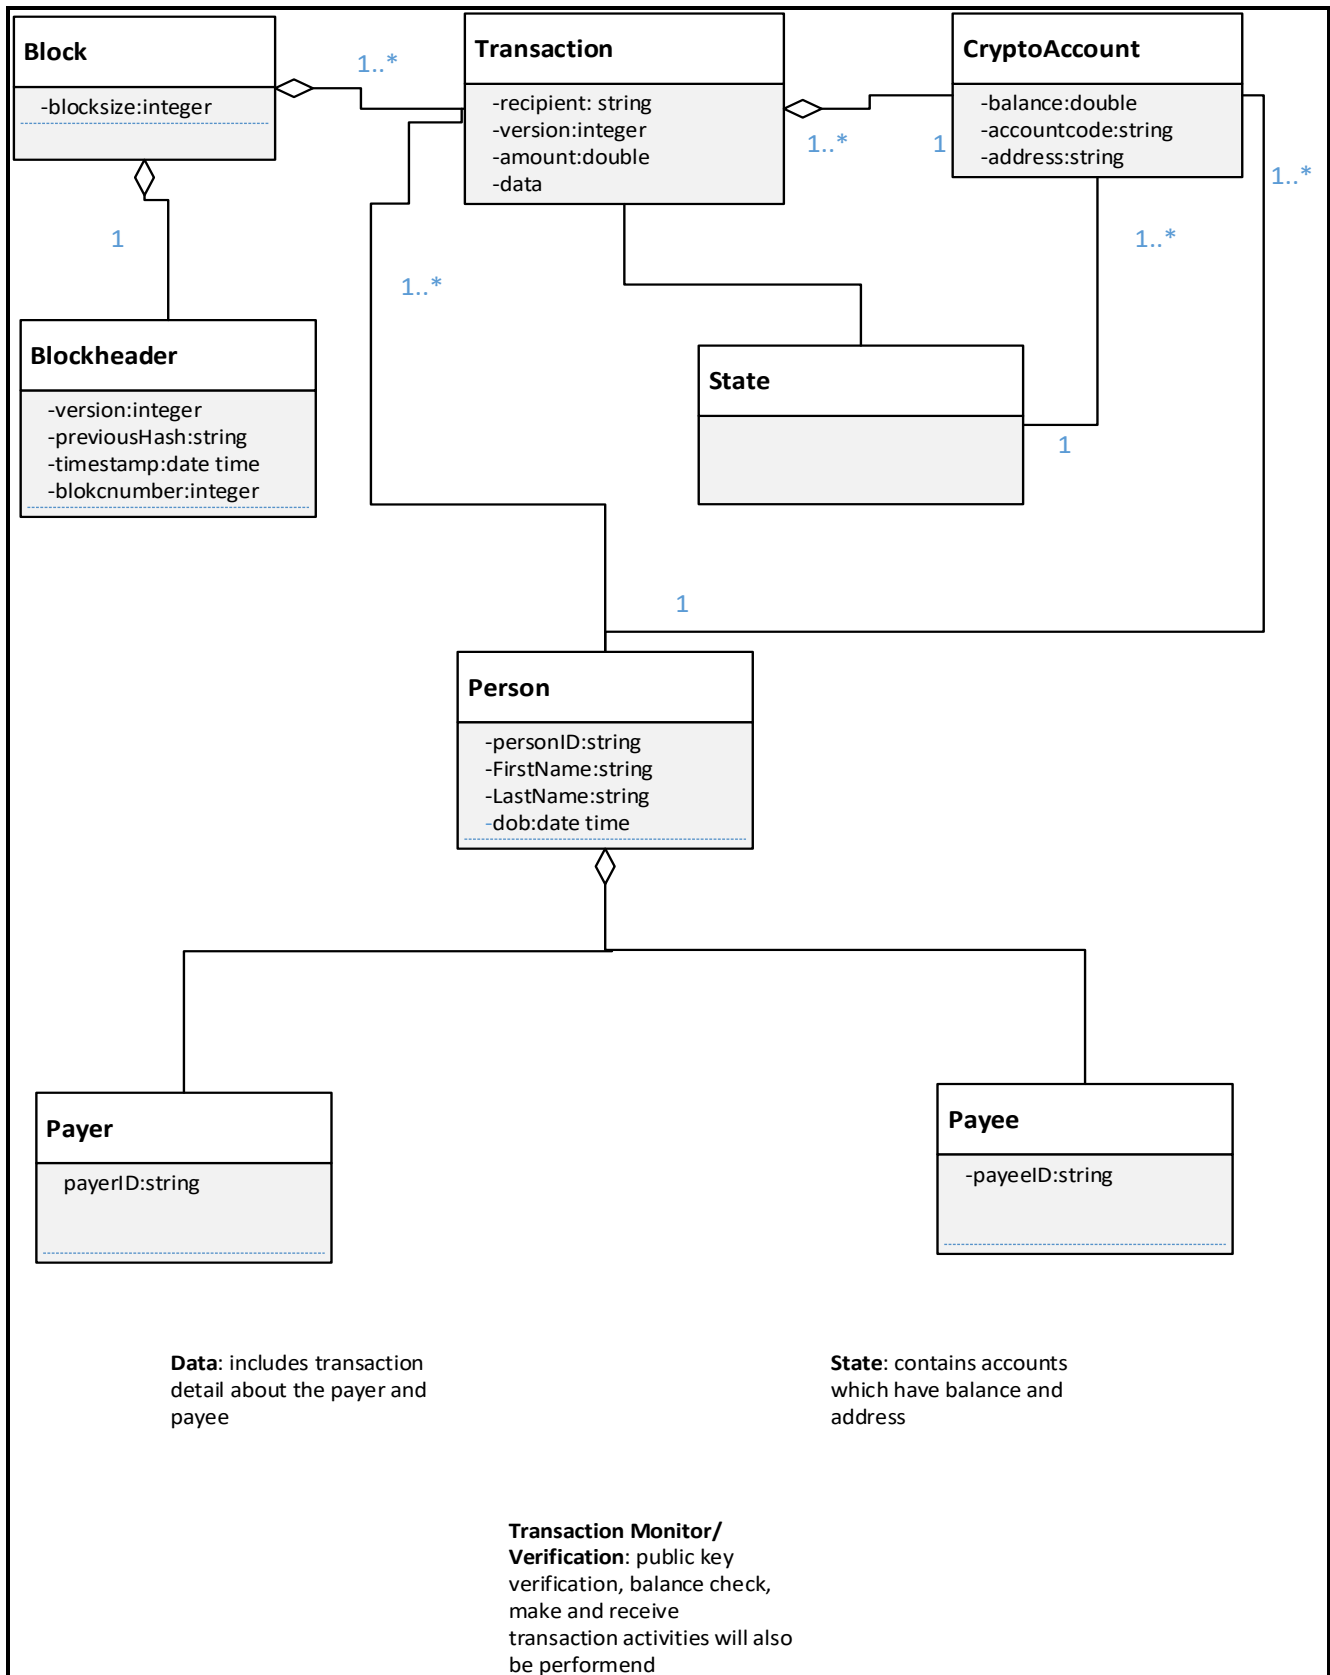 Block
-blocksize:integer
1..*
Transaction
-recipient: string
-version:integer
-amount:double
-data
1..*
1
CryptoAccount
-balance:double
-accountcode:string
-address:string
1..*
1
1..*
1..*
Blockheader
-version:integer
-previousHash:string
-timestamp:date time
-blokcnumber:integer
State
1
1
Person
-personID:string
-FirstName:string
-LastName:string
-dob:date time
Payer
payerID:string
Payee
-payeeID:string
Data: includes transaction
detail about the payer and
payee
State: contains accounts
which have balance and
address
Transaction Monitor/
Verification: public key
verification, balance check,
make and receive
transaction activities will also
be performend